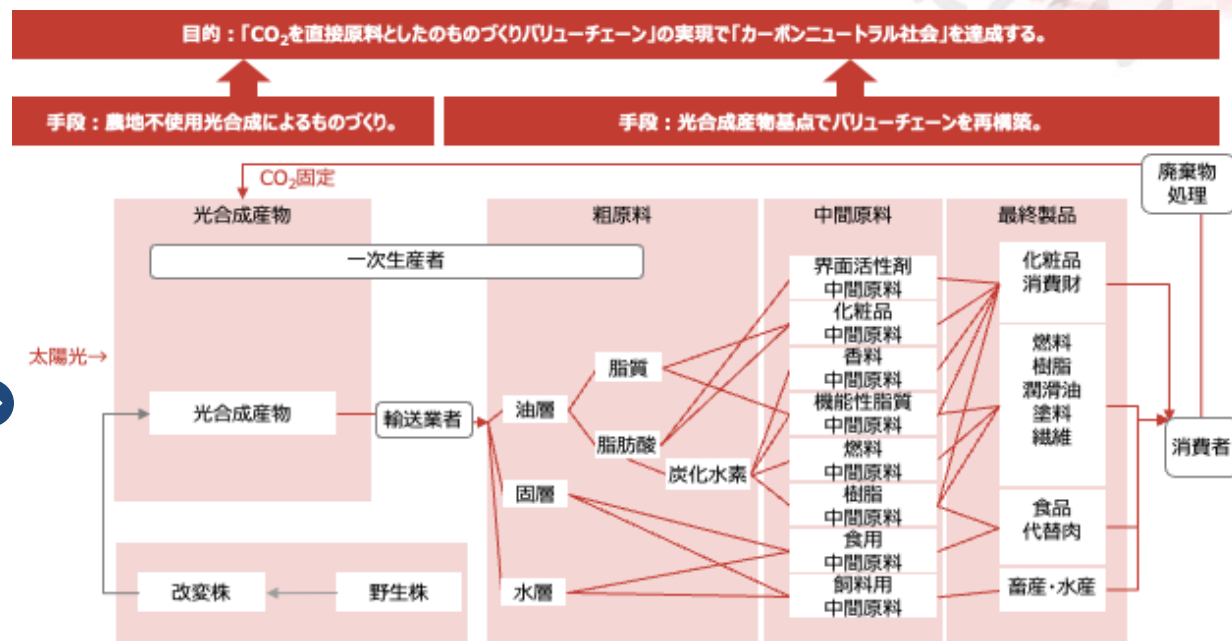 目的：「CO₂を直接原料としたのものづくりバリューチェーン」の実現で「カーボンニュートラル社会」を達成する。
手段：農地不使用光合成によるものづくり。
手段：光合成産物基点でバリューチェーンを再構築。
CO₂固定
廃棄物
処理
光合成産物
粗原料
中間原料
最終製品
一次生産者
太陽光→
光合成産物
輸送業者
油層
固層
水層
脂質
脂肪酸
炭化水素
界面活性剤
中間原料
化粧品
中間原料
香料
中間原料
機能性脂質
中間原料
燃料
中間原料
樹脂
中間原料
食用
中間原料
飼料用
中間原料
化粧品
消費財
燃料
樹脂
潤滑油
塗料
繊維
食品
代替肉
畜産・水産
消費者
改変株
野生株